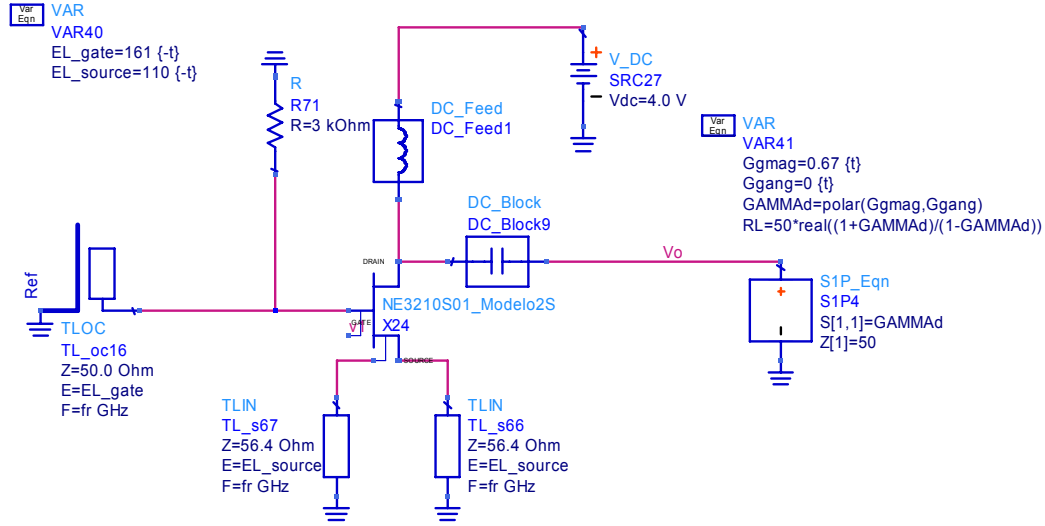 Var
Eqn
VAR
VAR40
EL_gate=161 {-t}
EL_source=110 {-t}
R
R71
R=3 kOhm
DC_Feed
DC_Feed1
V_DC
SRC27
Vdc=4.0 V
Var
Eqn
VAR
VAR41
Ggmag=0.67 {t}
Ggang=0 {t}
GAMMAd=polar(Ggmag,Ggang)
RL=50*real((1+GAMMAd)/(1-GAMMAd))
DC_Block
DC_Block9
DRAIN
Vo
Ref
TLOC
TL_oc16
Z=50.0 Ohm
E=EL_gate
F=fr GHz
GATE
NE3210S01_Modelo2S
X24
SOURCE
S1P_Eqn
S1P4
S[1,1]=GAMMAd
Z[1]=50
TLIN
TL_s67
Z=56.4 Ohm
E=EL_source
F=fr GHz
TLIN
TL_s66
Z=56.4 Ohm
E=EL_source
F=fr GHz